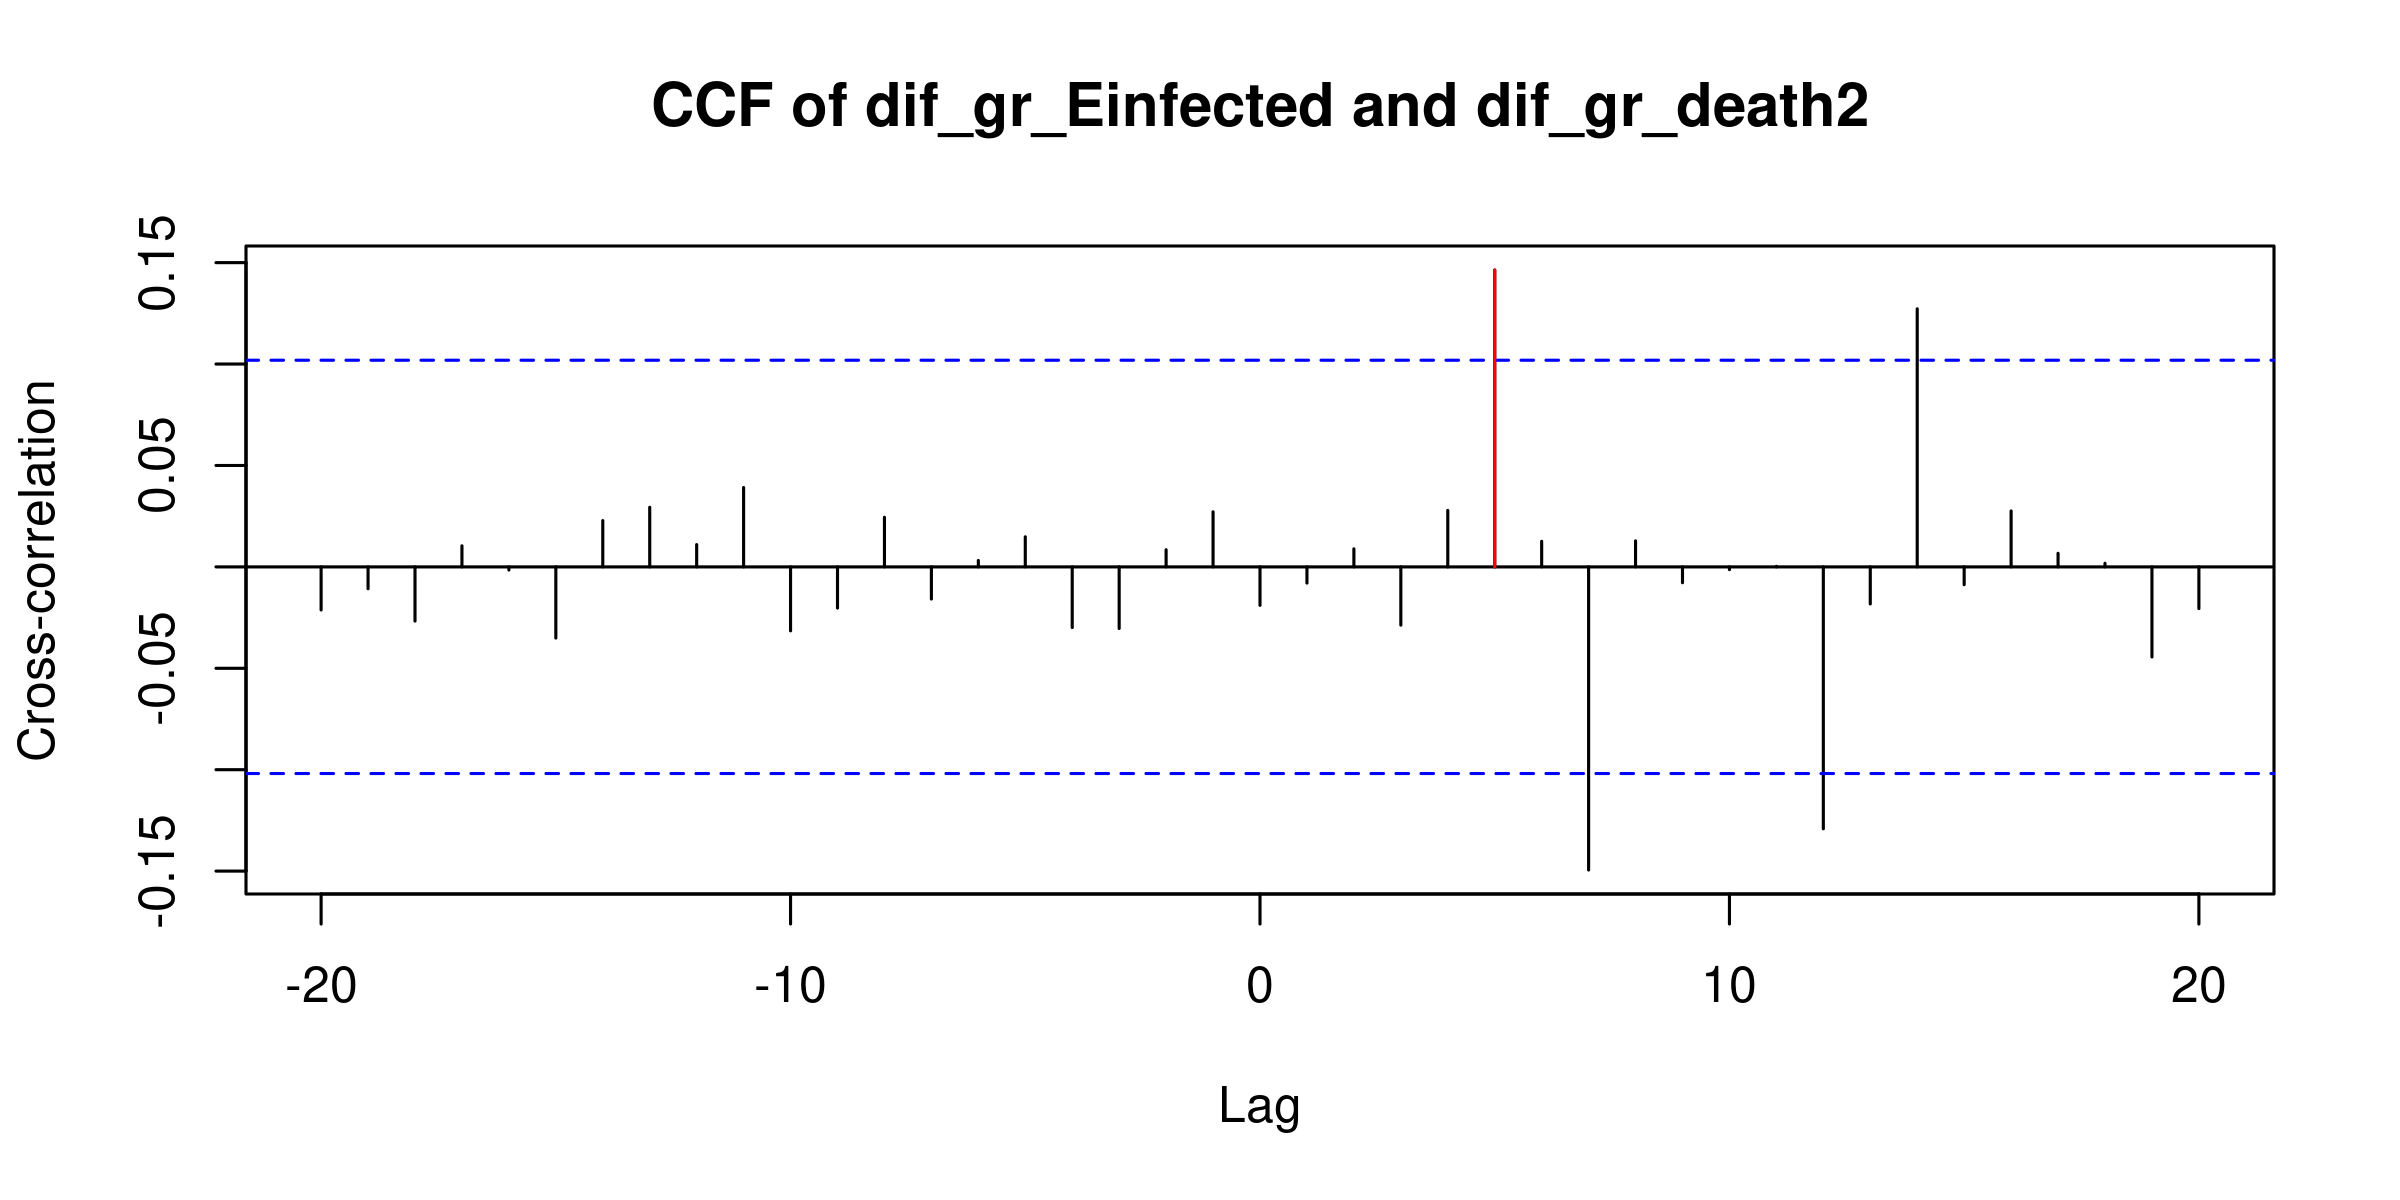 CCF of dif_gr_Einfected and dif_gr_death2
Cross-correlation
0.15
0.05
-0.05
-0.15
-20 -10 0 10 20
Lag